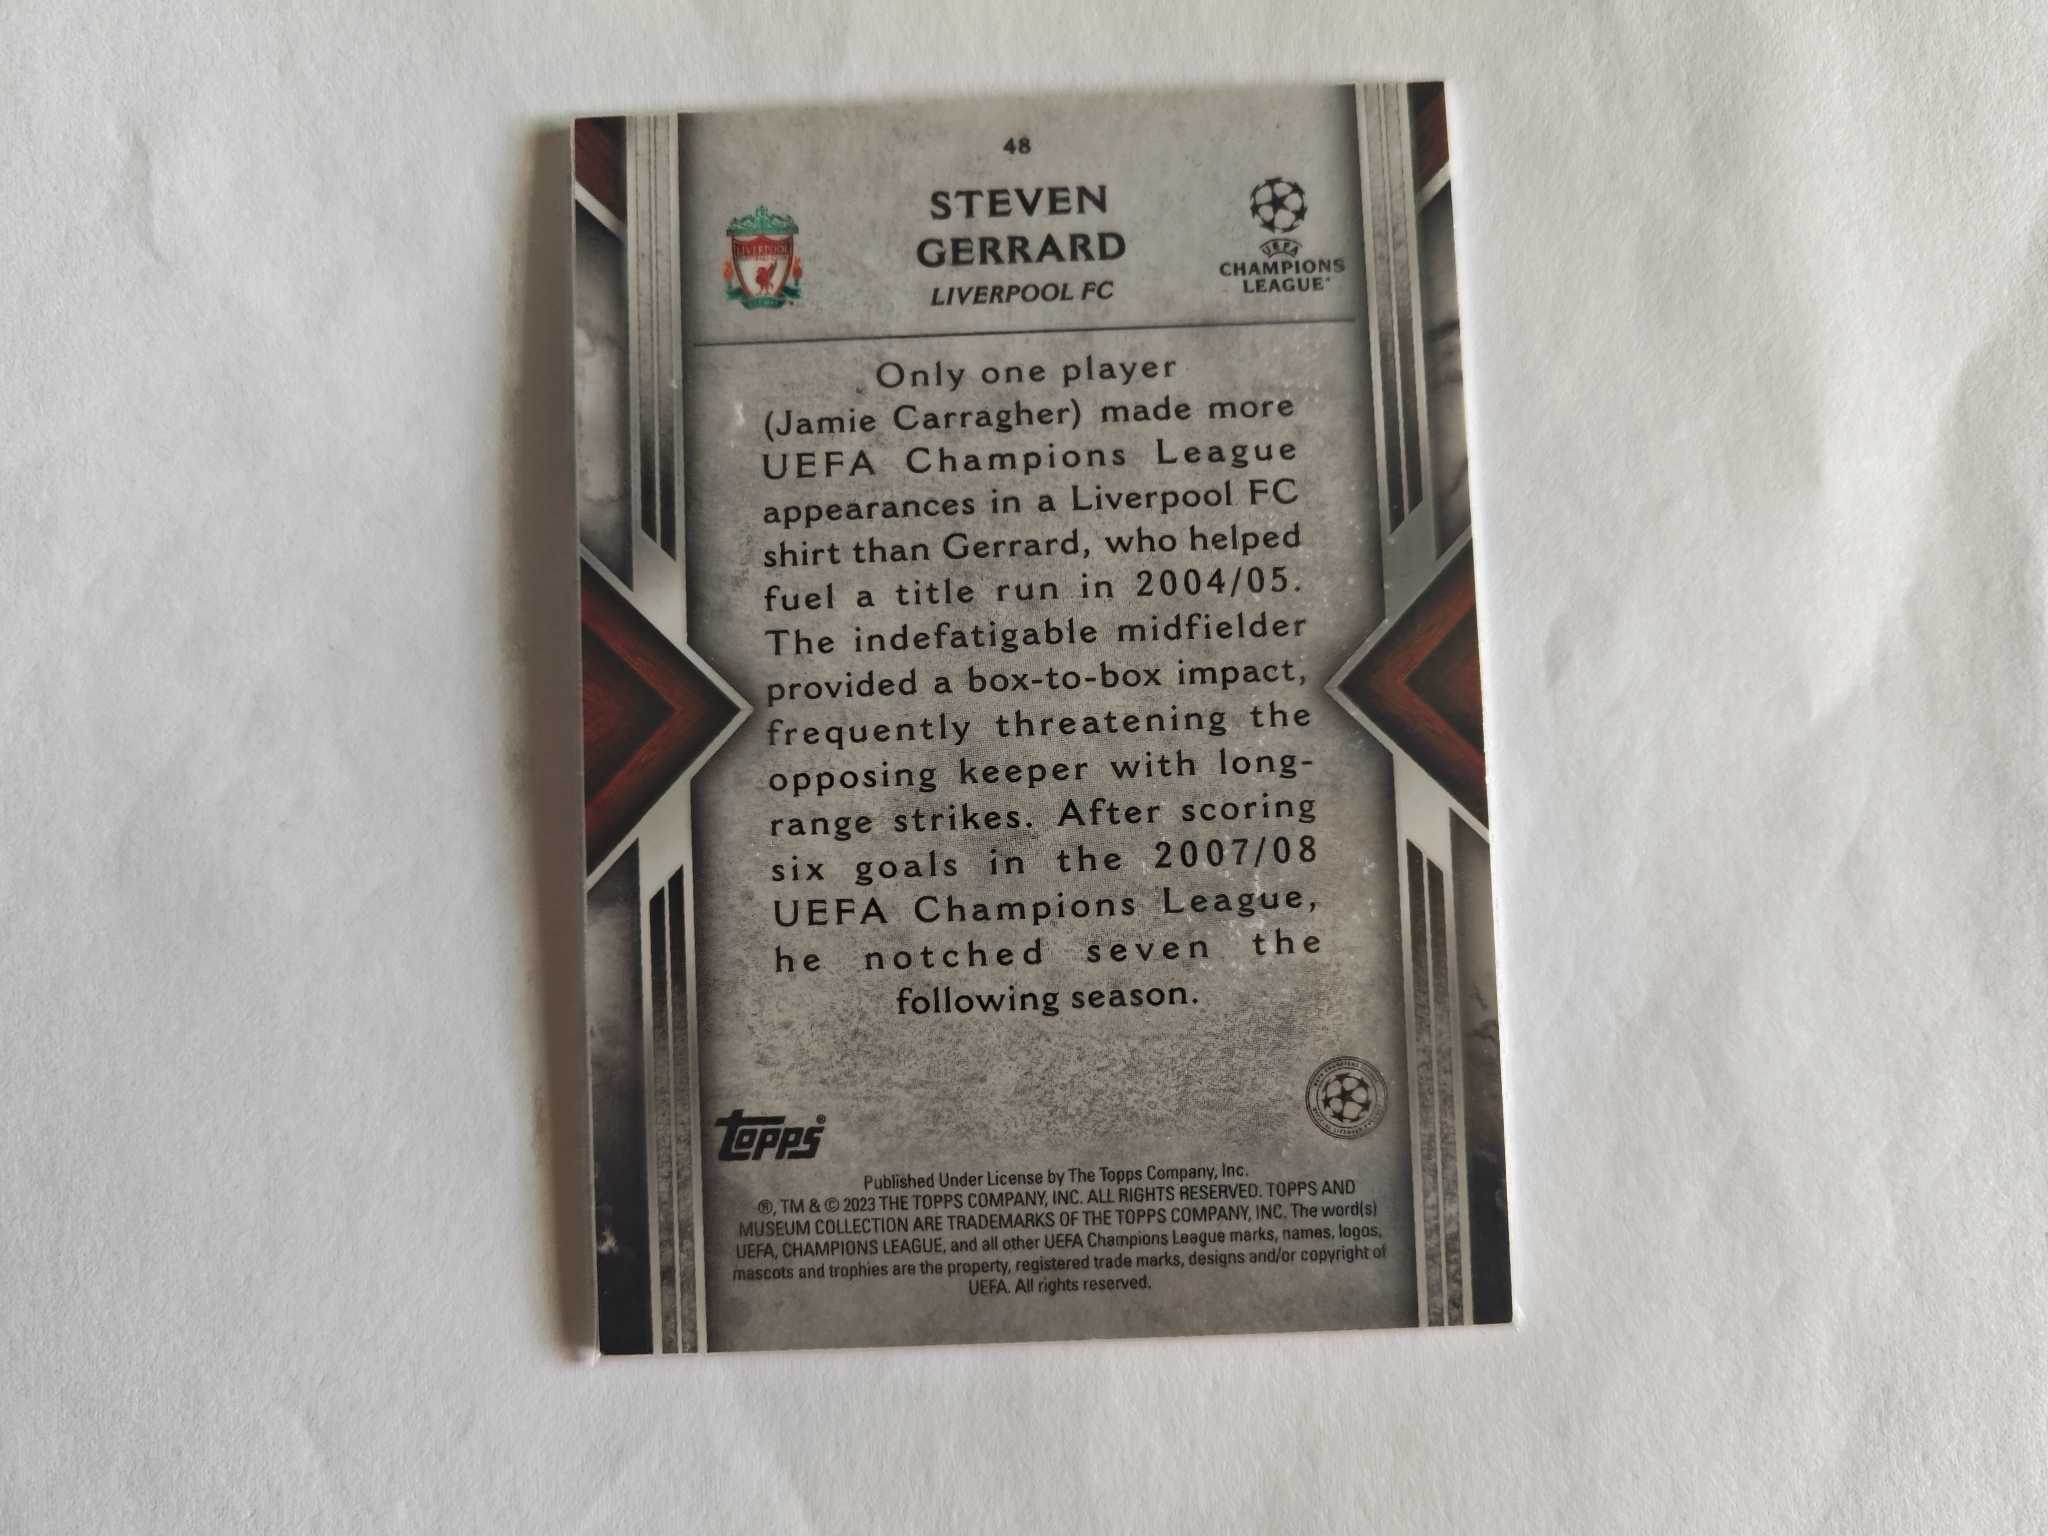 48
STEVEN
GERRARD
LIVERPOOL FC
LIVERPOOL
UEFA
CHAMPIONS
LEAGUE®
Only one player
(Jamie Carragher) made more
UEFA Champions League
appearances in a Liverpool FC
shirt than Gerrard, who helped
fuel a title run in 2004/05.
The indefatigable midfielder
provided a box-to-box impact,
frequently threatening the
opposing keeper with long-
range strikes. After scoring
six goals in the 2007/08
UEFA Champions League,
he notched seven the
following season.
Topps®
Published Under License by The Topps Company, Inc.
®, TM & © 2023 THE TOPPS COMPANY, INC. ALL RIGHTS RESERVED. TOPPS AND
MUSEUM COLLECTION ARE TRADEMARKS OF THE TOPPS COMPANY, INC. The word(s)
UEFA, CHAMPIONS LEAGUE, and all other UEFA Champions League marks, names, logos,
mascots and trophies are the property, registered trade marks, designs and/or copyright of
UEFA. All rights reserved.